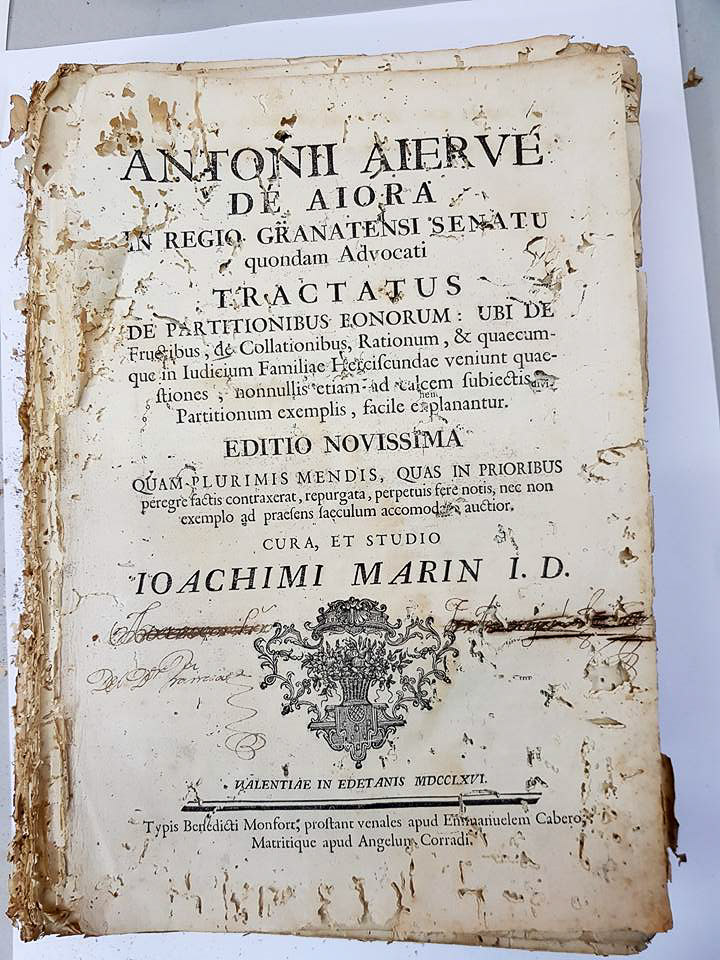 ANTONII AIERVÉ
DE AIORA
IN REGIO GRANATENSI SENATU
quondam Advocati
TRACTATUS
DE PARTITIONIBUS BONORUM: UBI DE
Fructibus, de Collationibus, Rationum, & quaecum-
que in Iudicium Familiae Herciscundae veniunt quae-
stiones; nonnullis etiam ad calcem subiectis
Partitionum exemplis, facile explanantur.
EDITIO NOVISSIMA
QUAM PLURIMIS MENDIS, QUAS IN PRIORIBUS
peregre factis contraxerat, repurgata, perpetuis fere notis, nec non
exemplo ad praesens saeculum accomodato auctior.
CURA, ET STUDIO
IOACHIMI MARIN I. D.
VALENTIAE IN EDETANIS MDCCLXVI.
Typis Benedicti Monfort, prostant venales apud Emmanuelem Cabero,
Matritique apud Angelum Corradi.